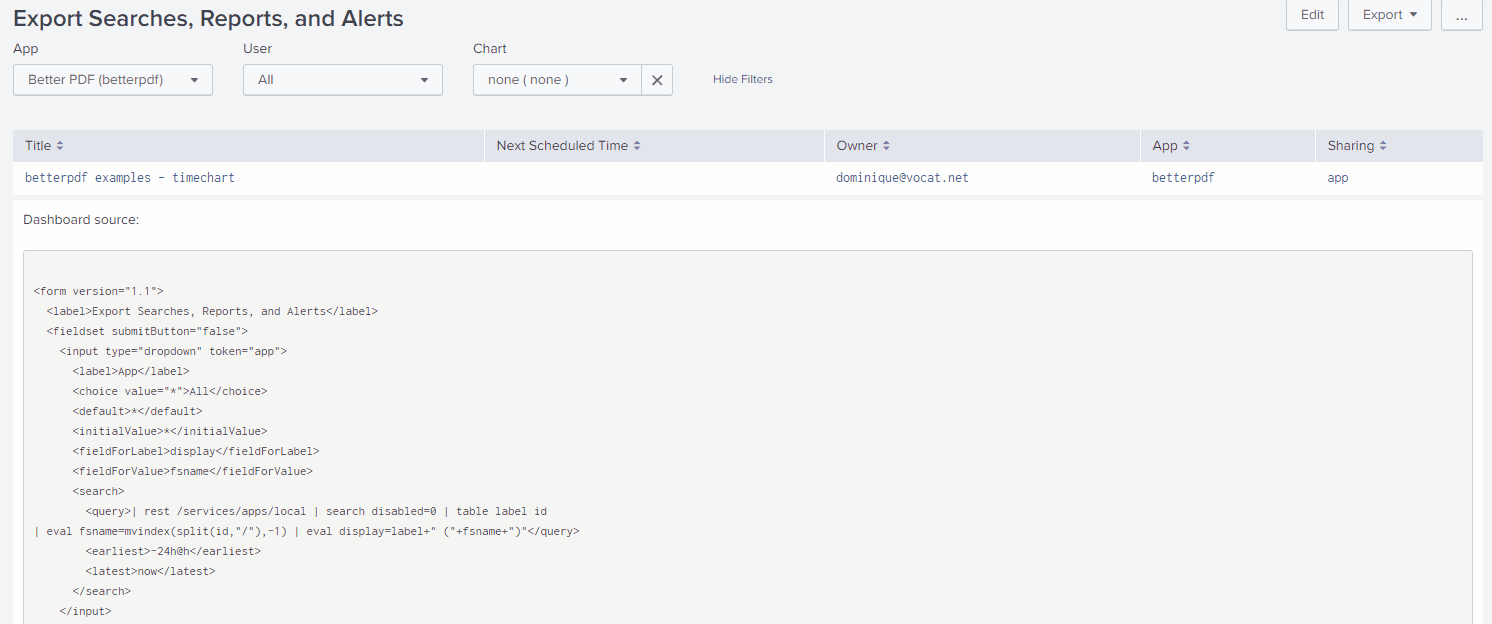 Export Searches, Reports, and Alerts
Edit Export ...
App User Chart
Better PDF (betterpdf) All none ( none ) Hide Filters
Title Next Scheduled Time Owner App Sharing
betterpdf examples - timechart dominique@vocat.net betterpdf app
Dashboard source:
<form version="1.1">
  <label>Export Searches, Reports, and Alerts</label>
  <fieldset submitButton="false">
    <input type="dropdown" token="app">
      <label>App</label>
      <choice value="*">All</choice>
      <default>*</default>
      <initialValue>*</initialValue>
      <fieldForLabel>display</fieldForLabel>
      <fieldForValue>fsname</fieldForValue>
      <search>
        <query>| rest /services/apps/local | search disabled=0 | table label id
| eval fsname=mvindex(split(id,"/"),-1) | eval display=label+" ("+fsname+")"</query>
        <earliest>-24h@h</earliest>
        <latest>now</latest>
      </search>
    </input>